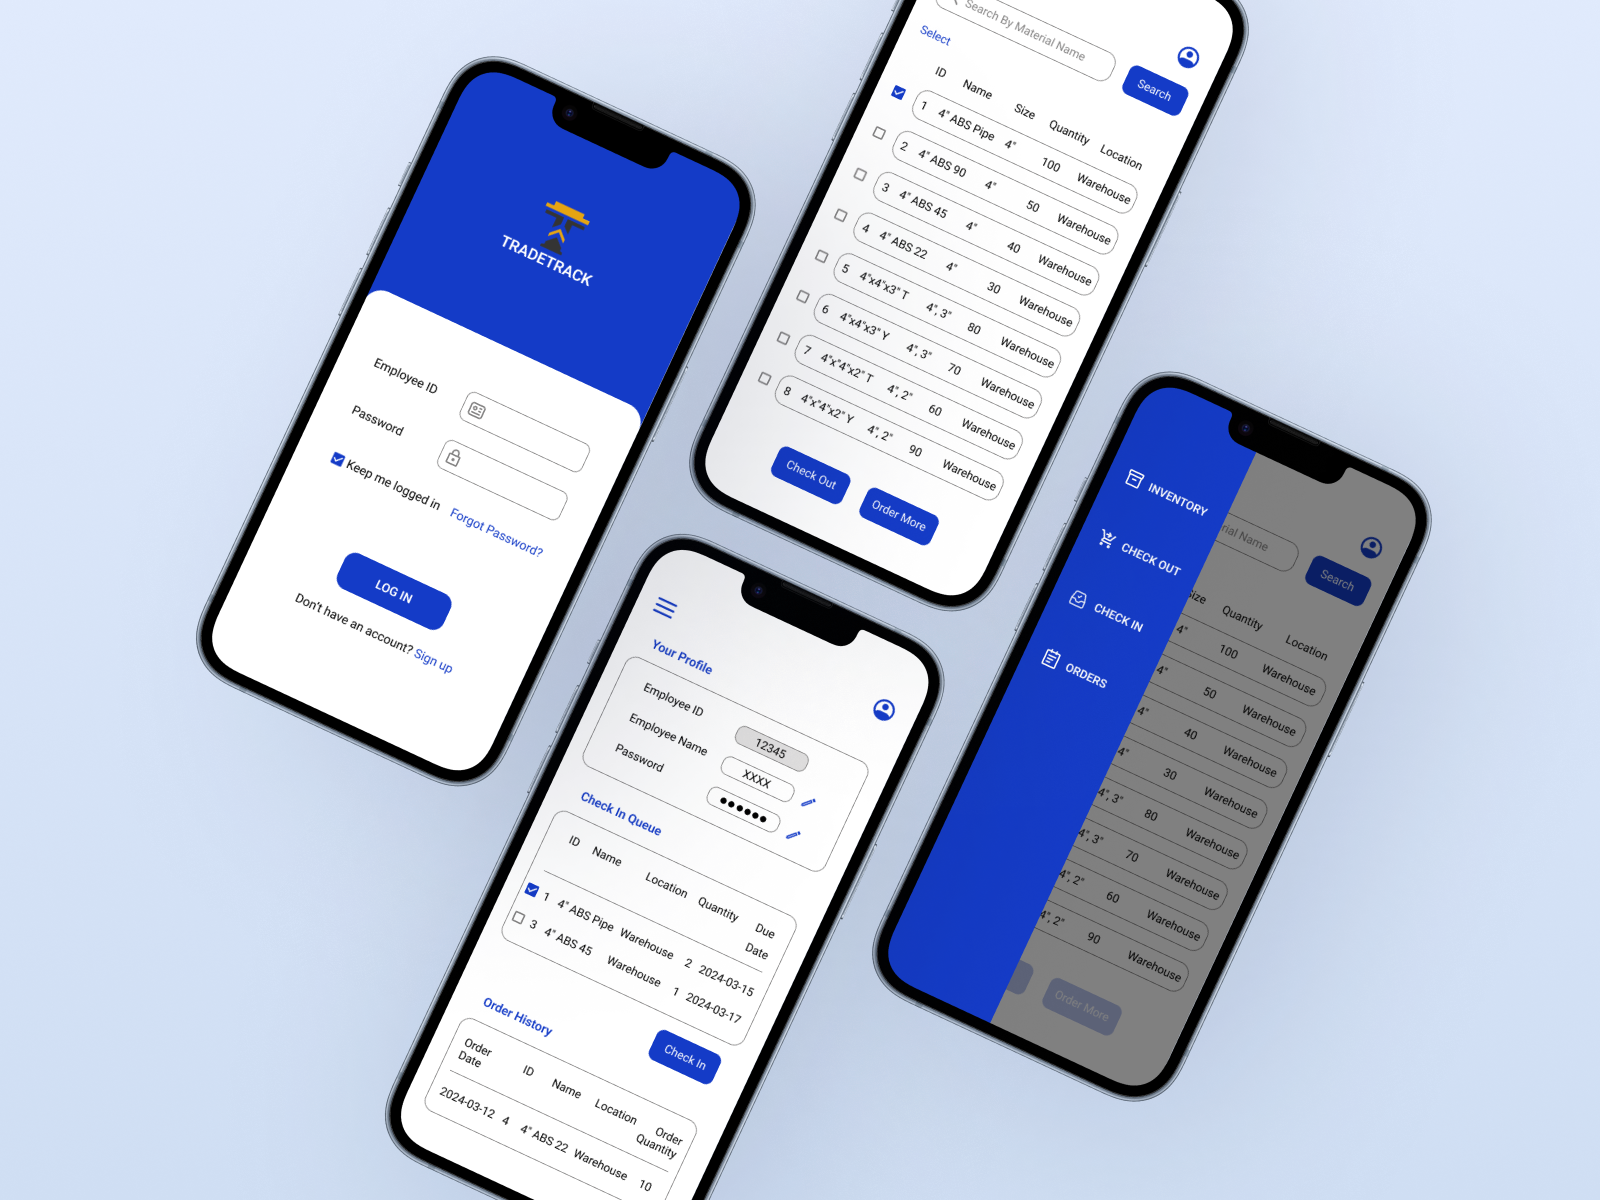 TRADETRACK
Employee ID
Password
Keep me logged in
Forgot Password?
LOG IN
Don't have an account? Sign up
Search By Material Name
Search
Select
ID Name Size Quantity Location
1 4" ABS Pipe 4" 100 Warehouse
2 4" ABS 90 4" 50 Warehouse
3 4" ABS 45 4" 40 Warehouse
4 4" ABS 22 4" 30 Warehouse
5 4"x4"x3" T 4", 3" 80 Warehouse
6 4"x4"x3" Y 4", 3" 70 Warehouse
7 4"x"4"x2" T 4", 2" 60 Warehouse
8 4"x"4"x2" Y 4", 2" 90 Warehouse
Check Out
Order More
Your Profile
Employee ID 12345
Employee Name XXXX
Password ●●●●●●
Check In Queue
ID Name Location Quantity Due
Date
1 4" ABS Pipe Warehouse 2 2024-03-15
3 4" ABS 45 Warehouse 1 2024-03-17
Check In
Order History
Order
Date
ID Name Location Order
Quantity
2024-03-12 4 4" ABS 22 Warehouse 10
INVENTORY
CHECK OUT
CHECK IN
ORDERS
rial Name
Search
Size Quantity Location
4" 100 Warehouse
4" 50 Warehouse
4" 40 Warehouse
4" 30 Warehouse
4", 3" 80 Warehouse
4", 3" 70 Warehouse
4", 2" 60 Warehouse
4", 2" 90 Warehouse
Order More